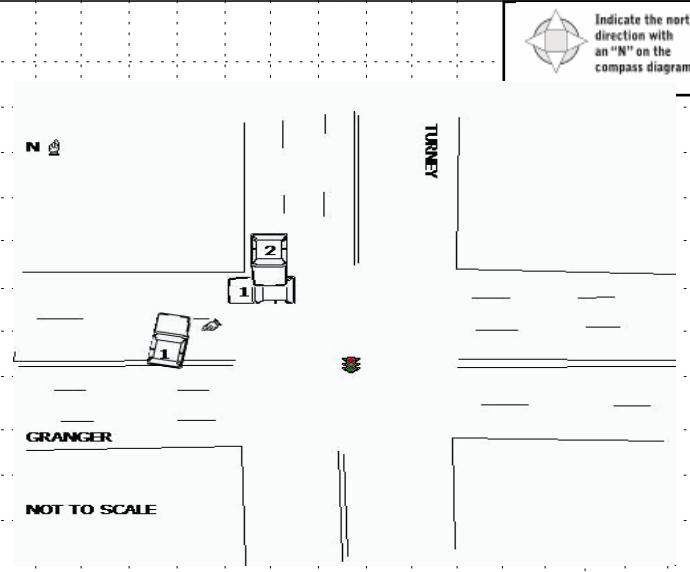 Indicate the nort
direction with
an "N" on the
compass diagram
N
TURNEY
2
1
1
GRANGER
NOT TO SCALE